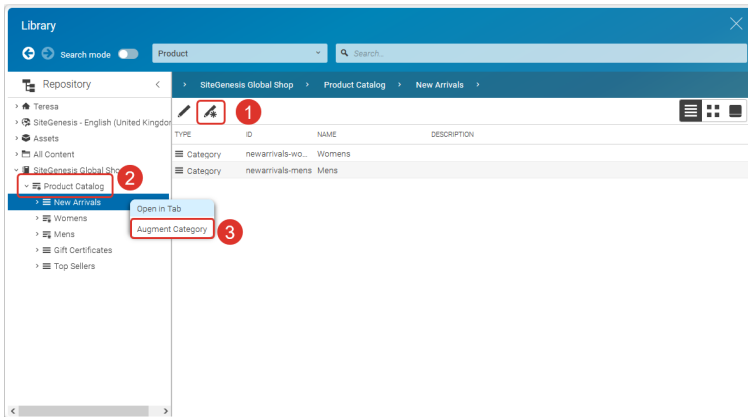 Library
Search mode
Product
Search...
Repository
SiteGenesis Global Shop
Product Catalog
New Arrivals
Teresa
SiteGenesis - English (United Kingdor
Assets
All Content
SiteGenesis Global Sho
Product Catalog
New Arrivals
Womens
Mens
Gift Certificates
Top Sellers
1
2
TYPE ID NAME DESCRIPTION
Category newarrivals-wo... Womens
Category newarrivals-mens Mens
Open in Tab
Augment Category
3